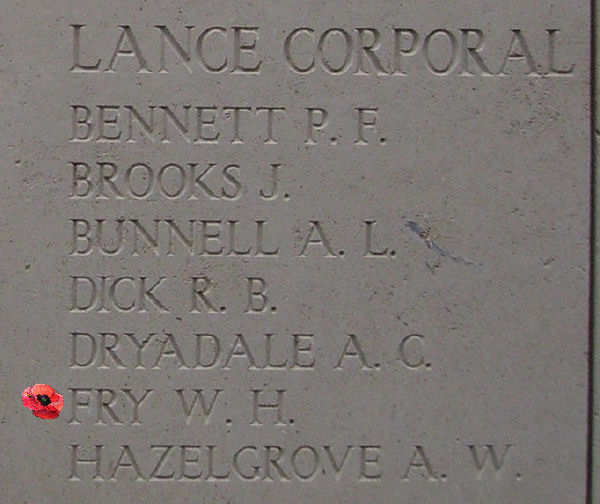 LANCE CORPORAL
BENNETT P. F.
BROOKS J.
BUNNELL A. L.
DICK R. B.
DRYADALE A. C.
FRY W. H.
HAZELGROVE A. W.